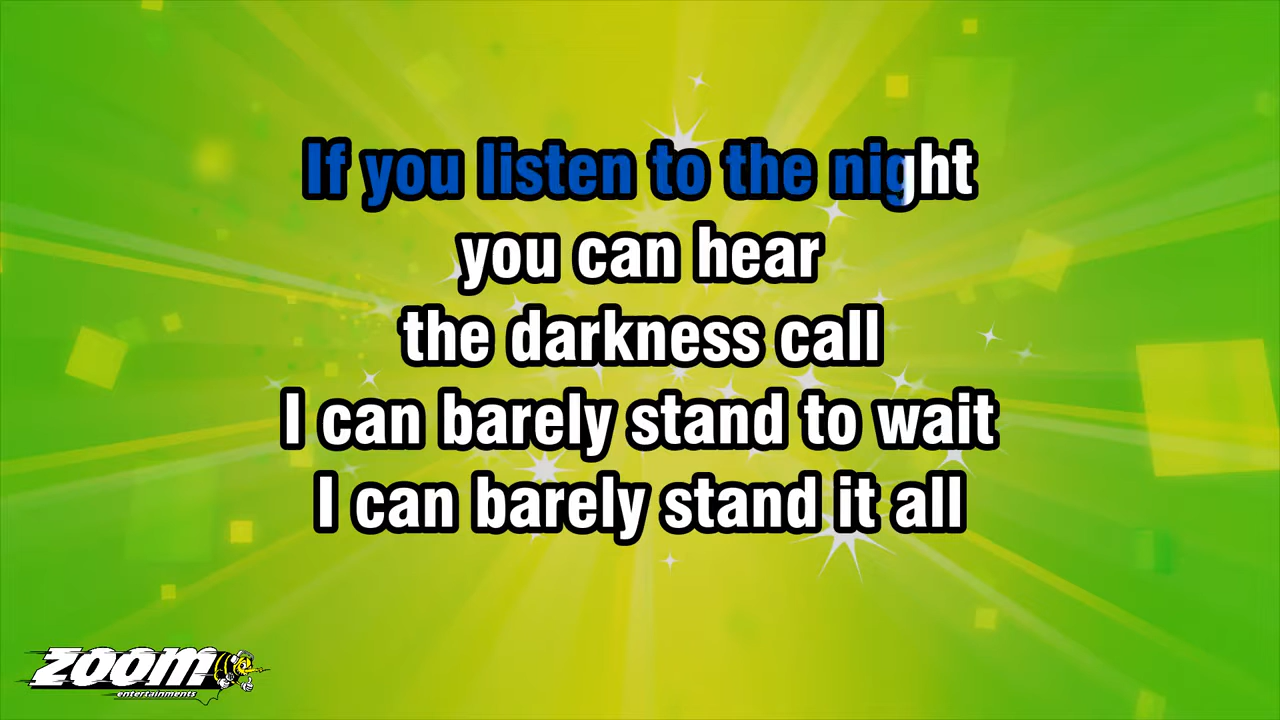 If you listen to the night
you can hear
the darkness call
I can barely stand to wait
I can barely stand it all
ZOOM
entertainments